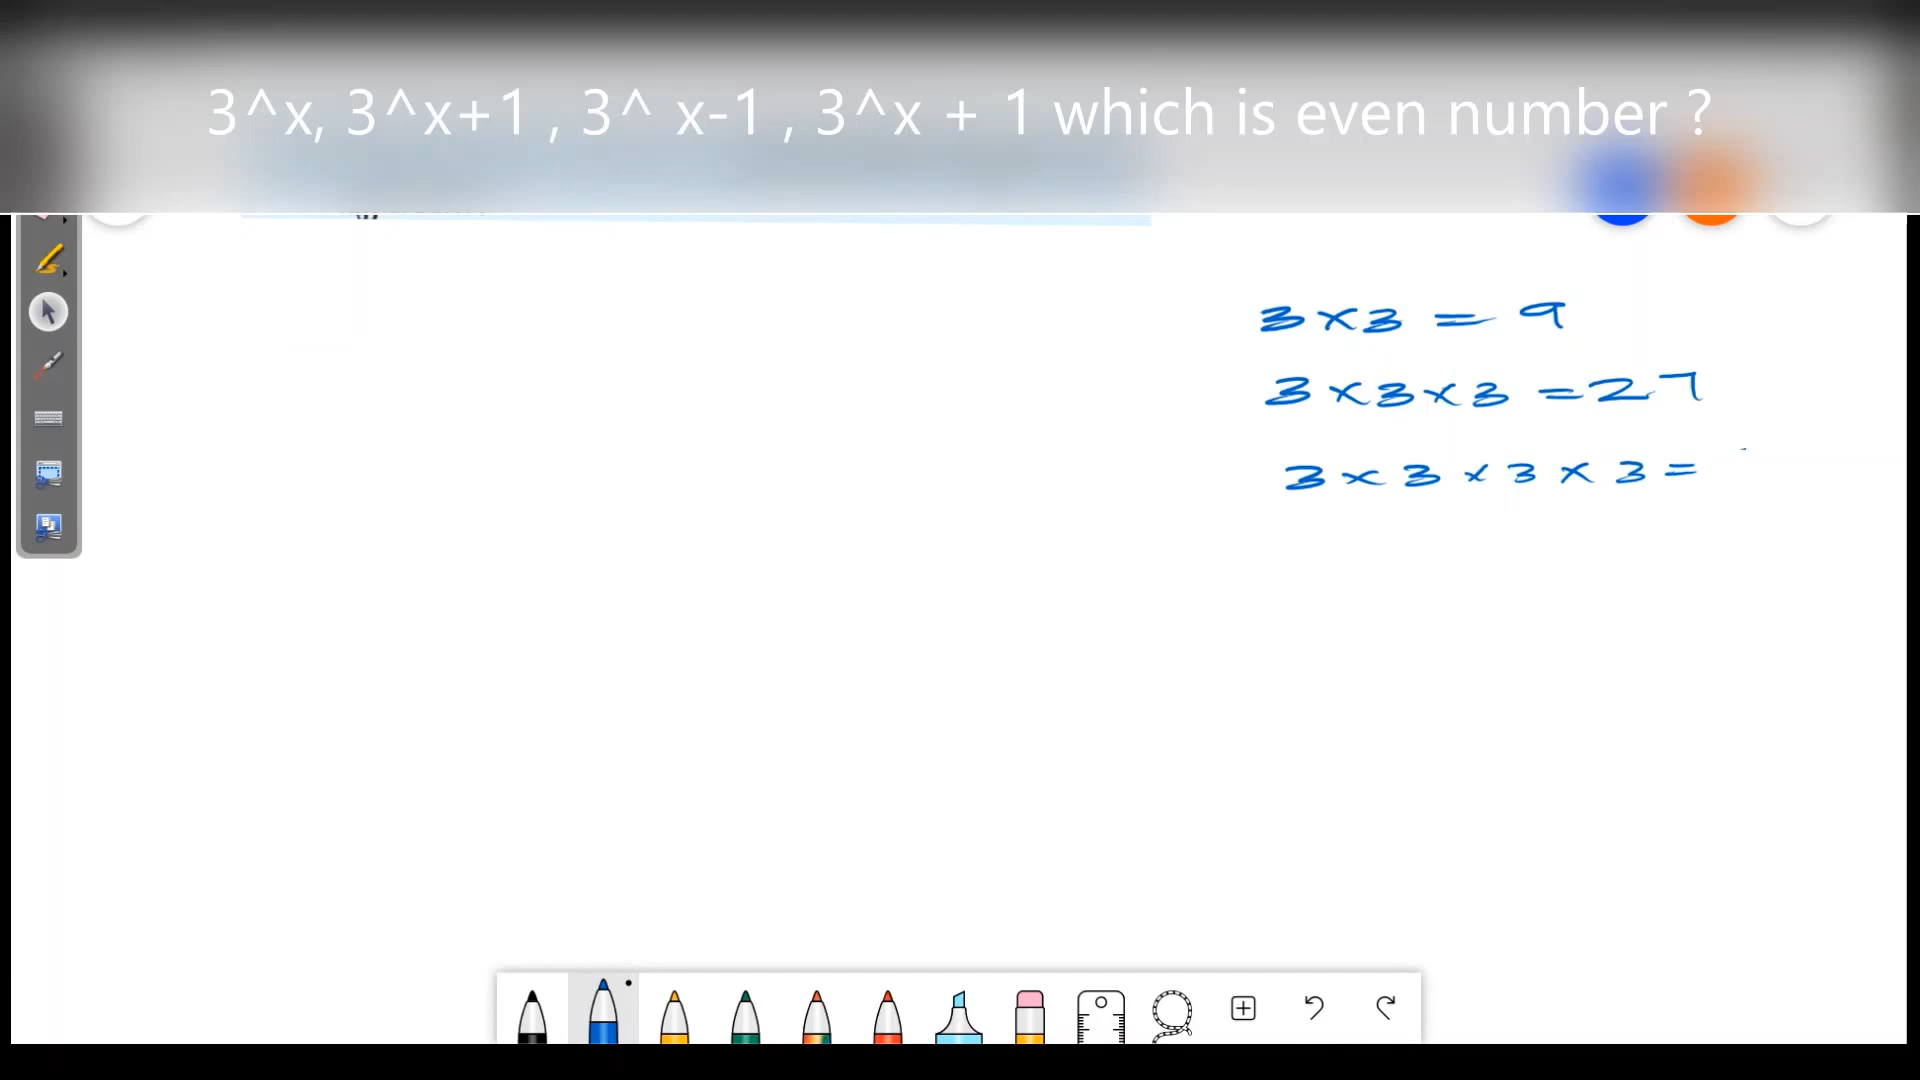 3^x, 3^x+1 , 3^ x-1 , 3^x + 1 which is even number ?
3 x 3 = 9
3 x 3 x 3 = 27
3 x 3 x 3 x 3 =